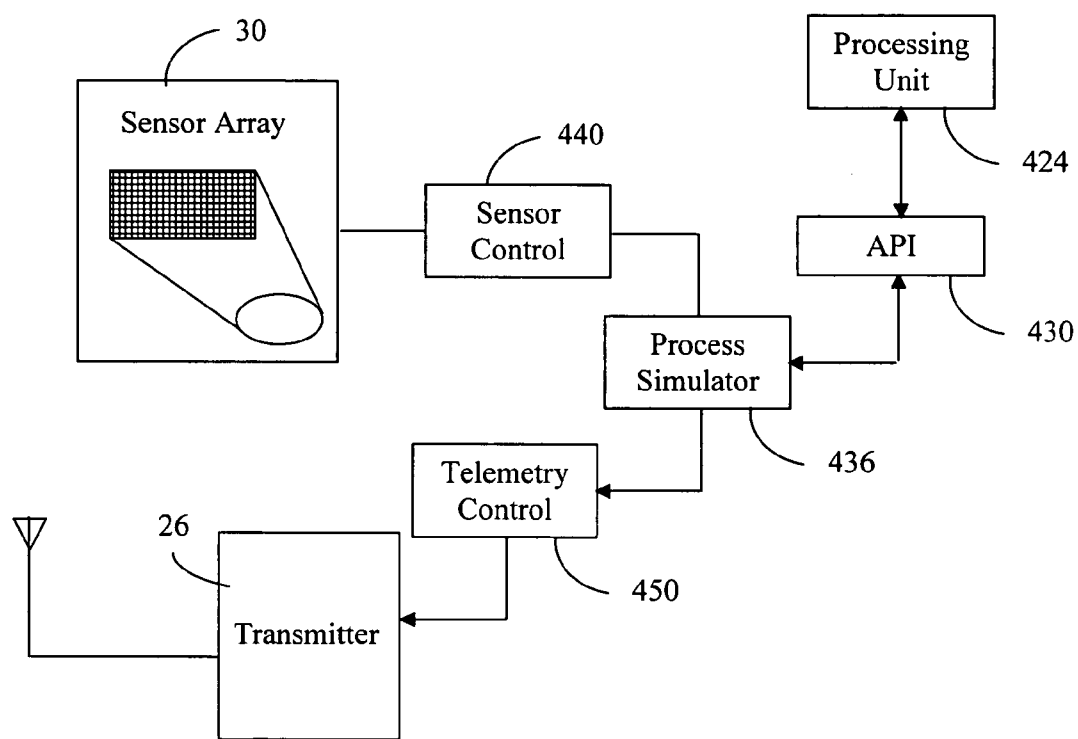 30
Sensor Array
440
Sensor
Control
Processing
Unit
424
API
430
Process
Simulator
436
Telemetry
Control
450
26
Transmitter